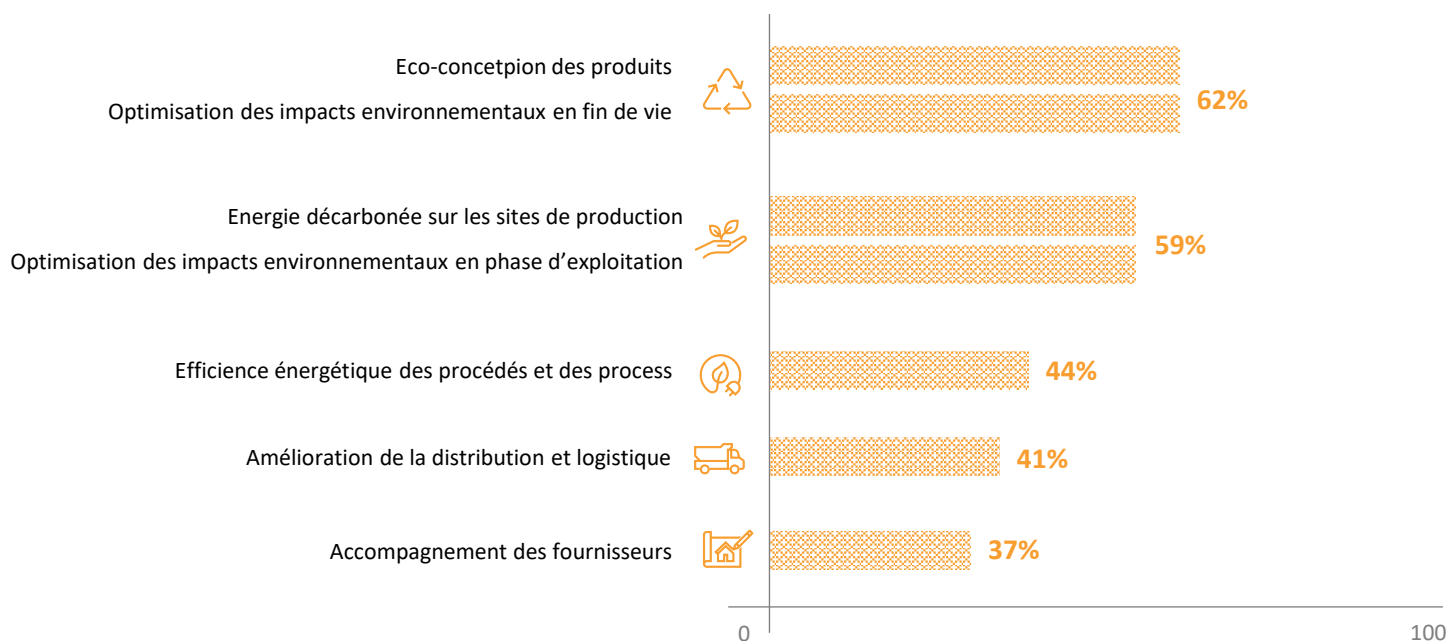 Eco-concetpion des produits
Optimisation des impacts environnementaux en fin de vie
62%
Energie décarbonée sur les sites de production
Optimisation des impacts environnementaux en phase d’exploitation
59%
Efficience énergétique des procédés et des process
44%
Amélioration de la distribution et logistique
41%
Accompagnement des fournisseurs
37%
0
100